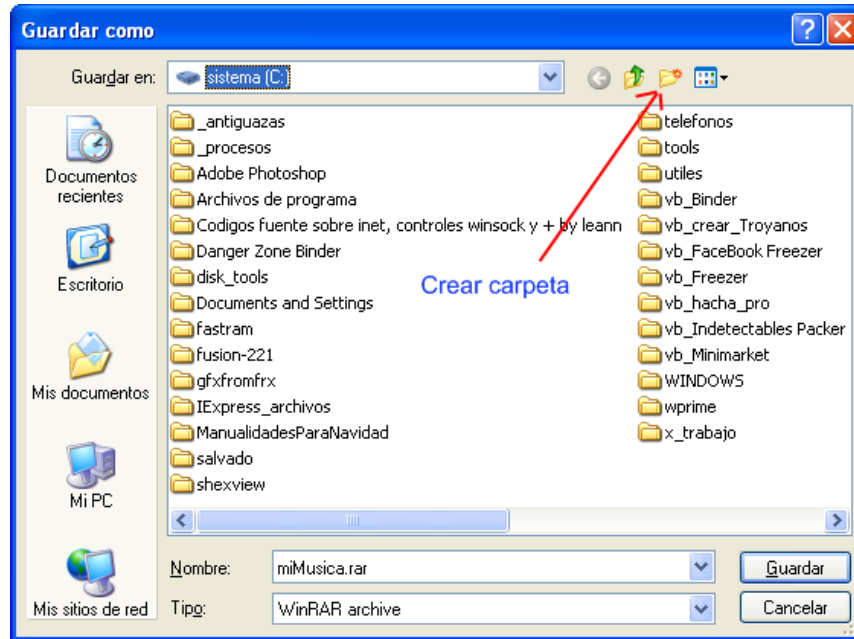 Guardar como
Guardar en:
sistema (C:)
Documentos
recientes
Escritorio
Mis documentos
Mi PC
Mis sitios de red
_antiguazas
_procesos
Adobe Photoshop
Archivos de programa
Codigos fuente sobre inet, controles winsock y + by leann
Danger Zone Binder
disk_tools
Documents and Settings
fastram
fusion-221
gfxfromfrx
IExpress_archivos
ManualidadesParaNavidad
salvado
shexview
telefonos
tools
utiles
vb_Binder
vb_crear_Troyanos
vb_FaceBook Freezer
vb_Freezer
vb_hacha_pro
vb_Indetectables Packer
vb_Minimarket
WINDOWS
wprime
x_trabajo
Crear carpeta
Nombre:
miMusica.rar
Guardar
Tipo:
WinRAR archive
Cancelar